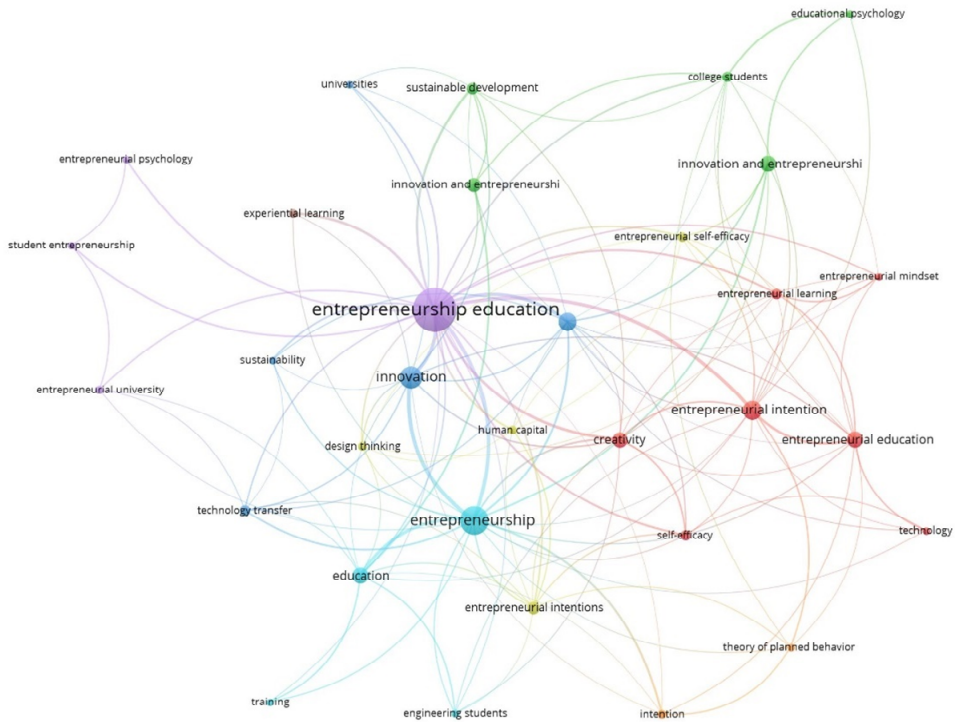 educational psychology
college students
universities
sustainable development
entrepreneurial psychology
innovation and entrepreneurshi
innovation and entrepreneurshi
experiential learning
student entrepreneurship
entrepreneurial self-efficacy
entrepreneurial mindset
entrepreneurial learning
entrepreneurship education
sustainability
innovation
entrepreneurial university
entrepreneurial intention
human capital
creativity
entrepreneurial education
design thinking
technology transfer
entrepreneurship
technology
self-efficacy
education
entrepreneurial intentions
theory of planned behavior
training
engineering students
intention